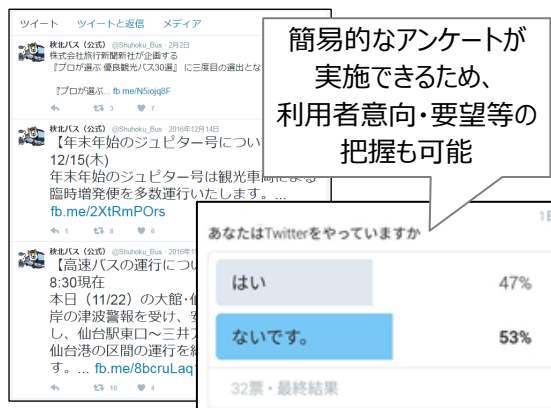 ツイート ツイートと返信 メディア
秋北バス（公式） @Shuhoku_Bus · 2月2日
株式会社旅行新聞新社が企画する
『プロが選ぶ 優良観光バス30選』 に三度目の選出とな
『プロが選ぶ... fb.me/N5iojq8F
3 7
秋北バス（公式） @Shuhoku_Bus · 2016年12月14日
【年末年始のジュピター号につい
12/15(木)
年末年始のジュピター号は観光車両による
臨時増発便を多数運行いたします。...
fb.me/2XtRmPOrs
1 8 6
秋北バス（公式） @Shuhoku_Bus · 2016年1
【高速バスの運行につい
8:30現在
本日（11/22）の大館・仙
岸の津波警報を受け、安
し、仙台駅東口～三井ア
仙台港の区間の運行を
す。... fb.me/8bcruLaq
10 4
簡易的なアンケートが
実施できるため、
利用者意向・要望等の
把握も可能
あなたはTwitterをやっていますか
はい 47%
ないです。 53%
32票・最終結果